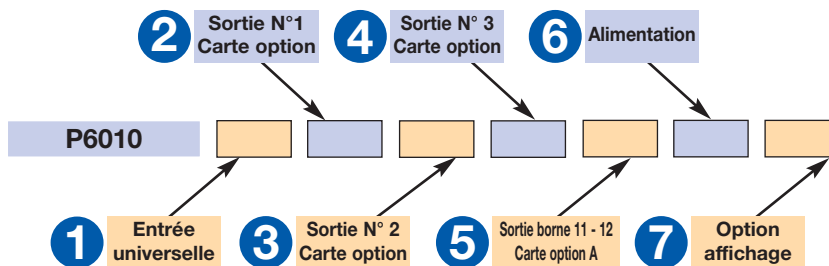 2 Sortie N°1
Carte option
4 Sortie N° 3
Carte option
6 Alimentation
P6010
1 Entrée
universelle
3 Sortie N° 2
Carte option
5 Sortie borne 11 - 12
Carte option A
7 Option
affichage